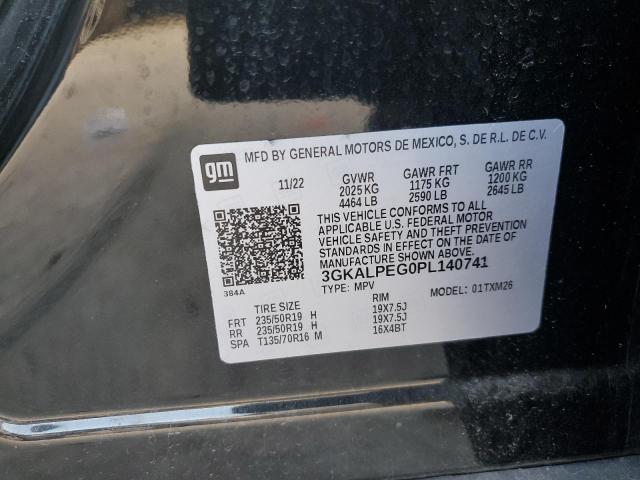 gm
MFD BY GENERAL MOTORS DE MEXICO, S. DE R.L. DE C.V.
11/22 GVWR GAWR FRT GAWR RR
2025 KG 1175 KG 1200 KG
4464 LB 2590 LB 2645 LB
THIS VEHICLE CONFORMS TO ALL
APPLICABLE U.S. FEDERAL MOTOR
VEHICLE SAFETY AND THEFT PREVENTION
STANDARDS IN EFFECT ON THE DATE OF
MANUFACTURE SHOWN ABOVE.
3GKALPEG0PL140741
384A
TYPE: MPV MODEL: 01TXM26
TIRE SIZE RIM
FRT 235/50R19 H 19X7.5J
RR 235/50R19 H 19X7.5J
SPA T135/70R16 M 16X4BT